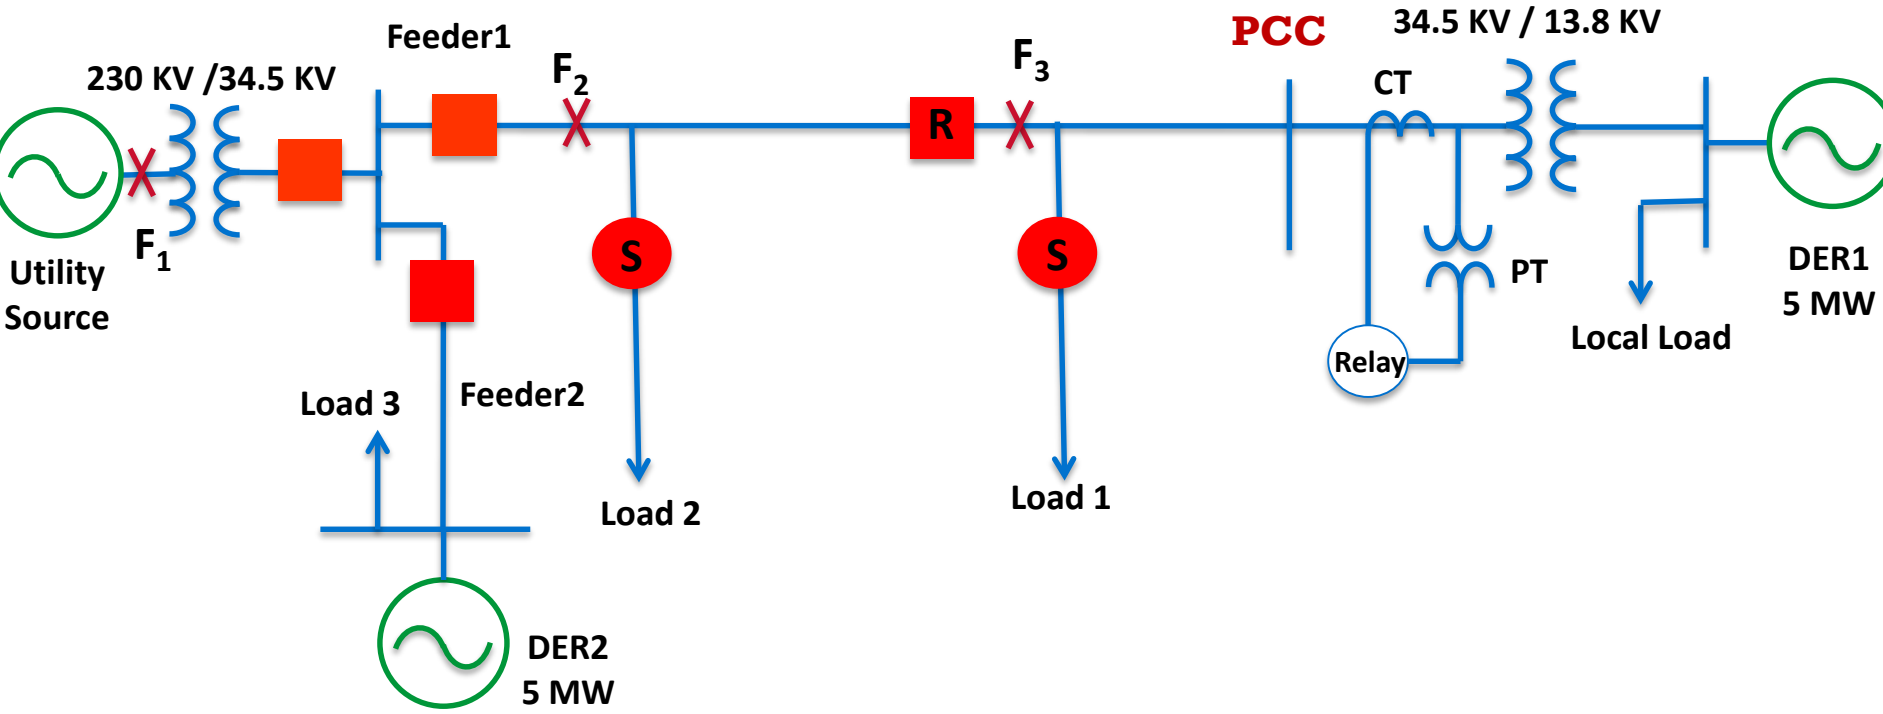 Feeder1
PCC
34.5 KV / 13.8 KV
230 KV /34.5 KV
F2
F3
CT
R
F1
Utility
Source
S
S
PT
DER1
5 MW
Local Load
Relay
Load 3
Feeder2
Load 2
Load 1
DER2
5 MW